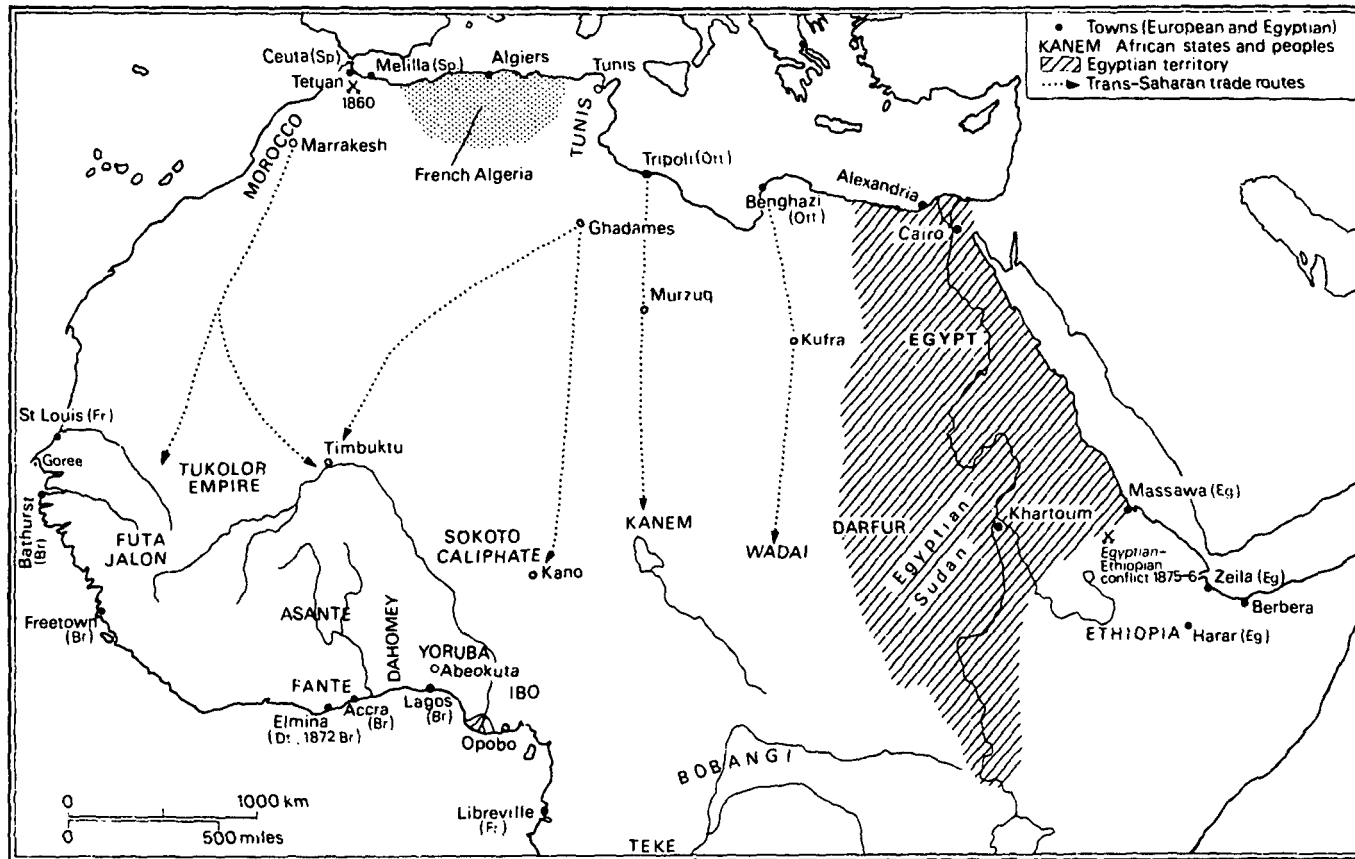 Towns (European and Egyptian)
KANEM African states and peoples
Egyptian territory
Trans-Saharan trade routes
Ceuta (Sp)
Melilla (Sp.)
Algiers
Tunis
Tetuan
1860
TUNIS
MOROCCO
Marrakesh
French Algeria
Tripoli (Ott)
Benghazi
(Ott)
Alexandria
Cairo
Ghadames
Murzuq
Kufra
EGYPT
St Louis (Fr)
Goree
Timbuktu
TUKOLOR
EMPIRE
Bathurst
(Br)
FUTA
JALON
SOKOTO
CALIPHATE
Kano
KANEM
WADAI
DARFUR
Egyptian
Sudan
Khartoum
Massawa (Eg)
Egyptian–
Ethiopian
conflict 1875-6
Zeila (Eg)
Berbera
ETHIOPIA
Harar (Eg)
Freetown
(Br)
ASANTE
DAHOMEY
YORUBA
Abeokuta
IBO
FANTE
Elmina
(Dt, 1872 Br)
Accra
(Br)
Lagos
(Br)
Opobo
BOBANGI
Libreville
(Fr)
TEKE
0 1000 km
0 500 miles